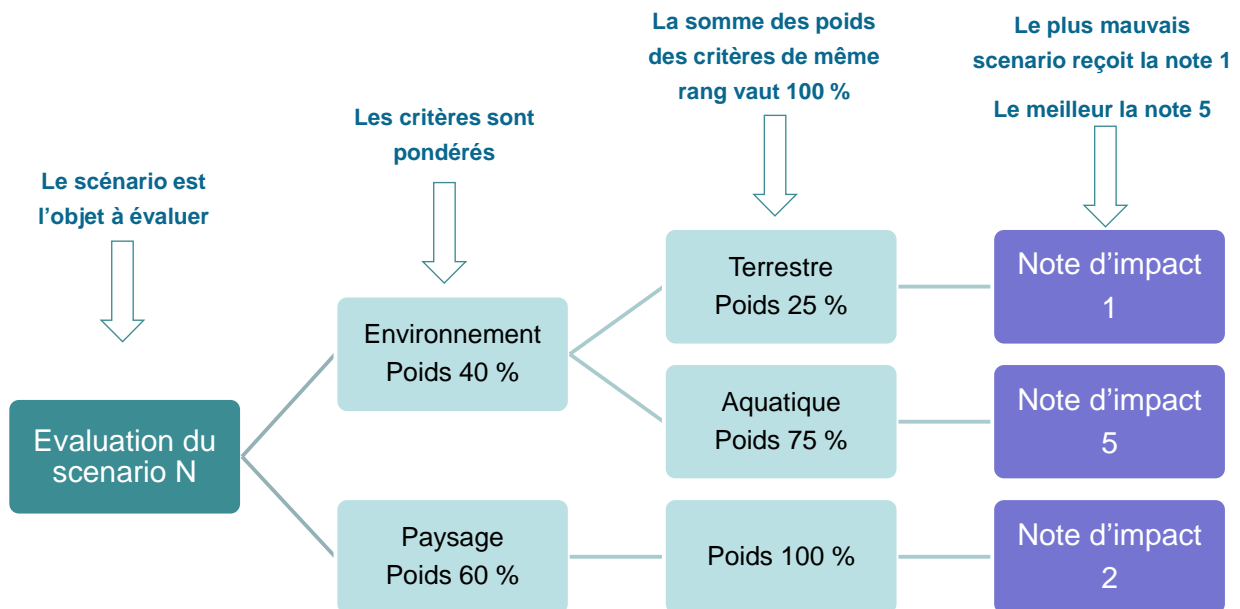 La somme des poids
des critères de même
rang vaut 100 %
Le plus mauvais
scenario reçoit la note 1
Le meilleur la note 5
Les critères sont
pondérés
Le scénario est
l’objet à évaluer
Terrestre
Poids 25 %
Note d’impact
1
Environnement
Poids 40 %
Aquatique
Poids 75 %
Note d’impact
5
Evaluation du
scenario N
Paysage
Poids 60 %
Poids 100 %
Note d’impact
2